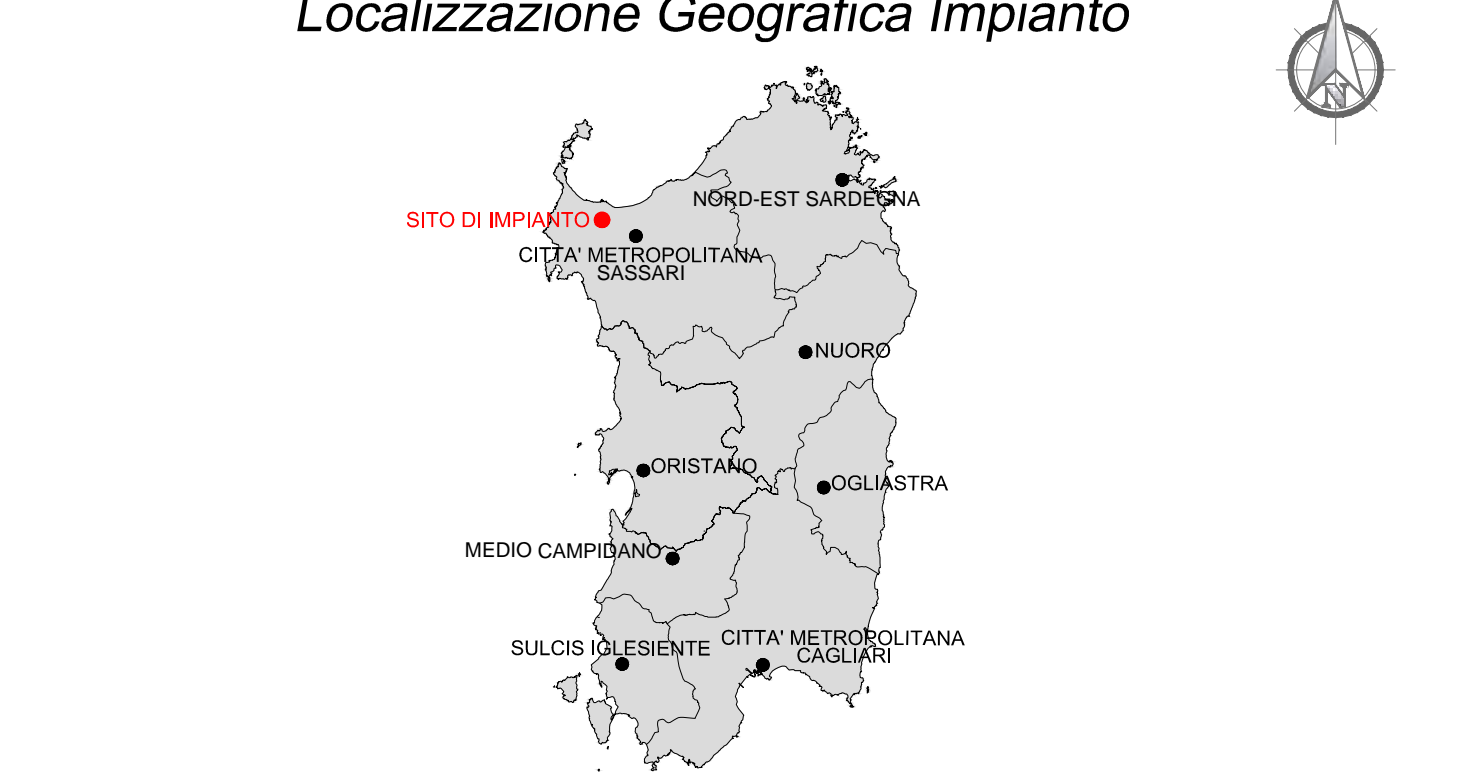 Localizzazione Geografica Impianto
N
NORD-EST SARDEGNA
SITO DI IMPIANTO
CITTA' METROPOLITANA
SASSARI
NUORO
ORISTANO
OGLIASTRA
MEDIO CAMPIDANO
SULCIS IGLESIENTE
CITTA' METROPOLITANA
CAGLIARI